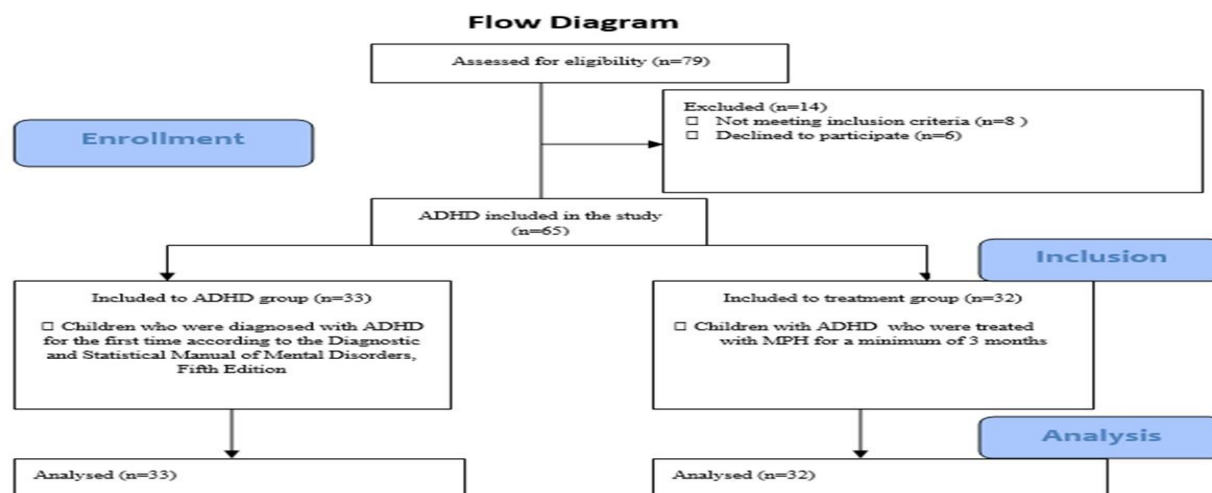 Flow Diagram
Assessed for eligibility (n=79)
Excluded (n=14)
□ Not meeting inclusion criteria (n=8 )
□ Declined to participate (n=6)
Enrollment
ADHD included in the study
(n=65)
Inclusion
Included to ADHD group (n=33)
□ Children who were diagnosed with ADHD
for the first time according to the Diagnostic
and Statistical Manual of Mental Disorders,
Fifth Edition
Included to treatment group (n=32)
□ Children with ADHD who were treated
with MPH for a minimum of 3 months
Analysis
Analysed (n=33)
Analysed (n=32)